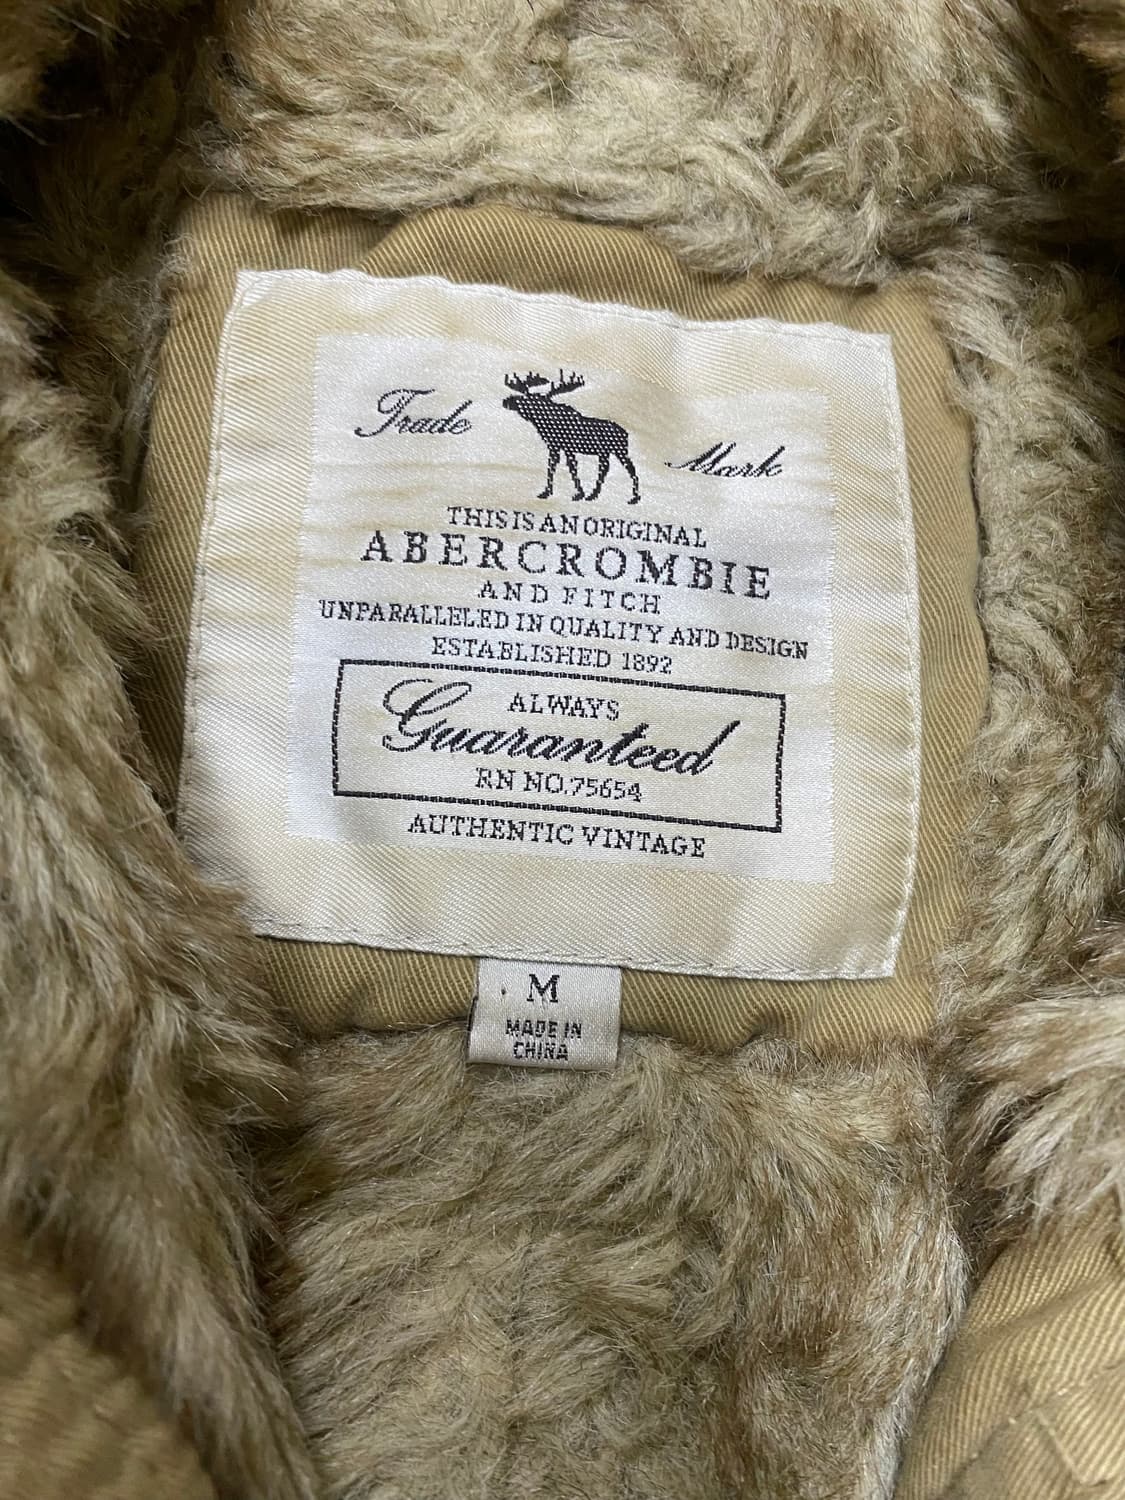 Trade Mark
THIS IS AN ORIGINAL
ABERCROMBIE
AND FITCH
UNPARALLELED IN QUALITY AND DESIGN
ESTABLISHED 1892
ALWAYS
Guaranteed
RN NO.75654
AUTHENTIC VINTAGE
M
MADE IN
CHINA